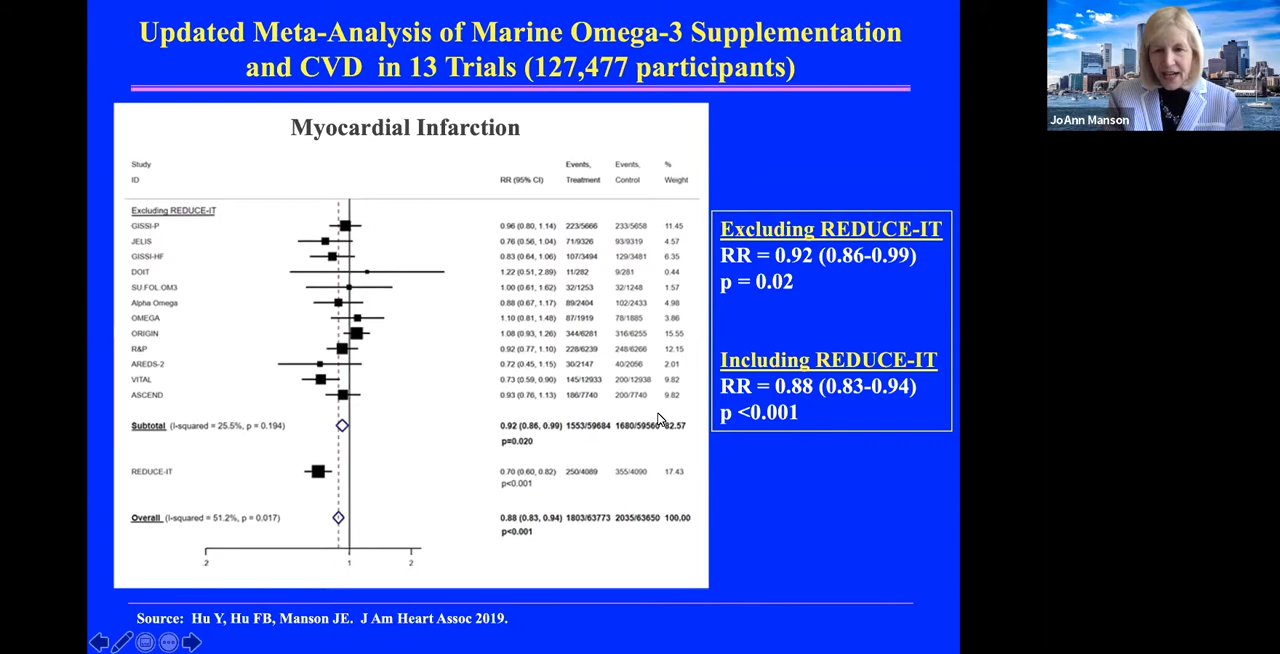 Updated Meta-Analysis of Marine Omega-3 Supplementation
and CVD in 13 Trials (127,477 participants)
JoAnn Manson
Myocardial Infarction
Study Events, Events, %
ID RR (95% CI) Treatment Control Weight
Excluding REDUCE-IT
GISSI-P 0.96 (0.80, 1.14) 223/5666 233/5658 11.45
JELIS 0.76 (0.56, 1.04) 71/9326 93/9319 4.57
GISSI-HF 0.83 (0.64, 1.06) 107/3494 129/3481 6.35
DOIT 1.22 (0.51, 2.89) 11/282 9/281 0.44
SU.FOL.OM3 1.00 (0.61, 1.62) 32/1253 32/1248 1.57
Alpha Omega 0.88 (0.67, 1.17) 89/2404 102/2433 4.98
OMEGA 1.10 (0.81, 1.48) 87/1919 78/1885 3.86
ORIGIN 1.08 (0.93, 1.26) 344/6281 316/6255 15.55
R&P 0.92 (0.77, 1.10) 228/6239 248/6266 12.15
AREDS-2 0.72 (0.45, 1.15) 30/2147 40/2056 2.01
VITAL 0.73 (0.59, 0.90) 145/12933 200/12938 9.82
ASCEND 0.93 (0.76, 1.13) 186/7740 200/7740 9.82
Subtotal (I-squared = 25.5%, p = 0.194) 0.92 (0.86, 0.99) 1553/59684 82.57
p=0.020
REDUCE-IT 0.70 (0.60, 0.82) 250/4089 355/4090 17.43
p<0.001
Overall (I-squared = 51.2%, p = 0.017) 0.88 (0.83, 0.94) 1803/63773 2035/63650 100.00
p<0.001
.2 1 2
Excluding REDUCE-IT
RR = 0.92 (0.86-0.99)
p = 0.02
Including REDUCE-IT
RR = 0.88 (0.83-0.94)
p <0.001
Source: Hu Y, Hu FB, Manson JE. J Am Heart Assoc 2019.